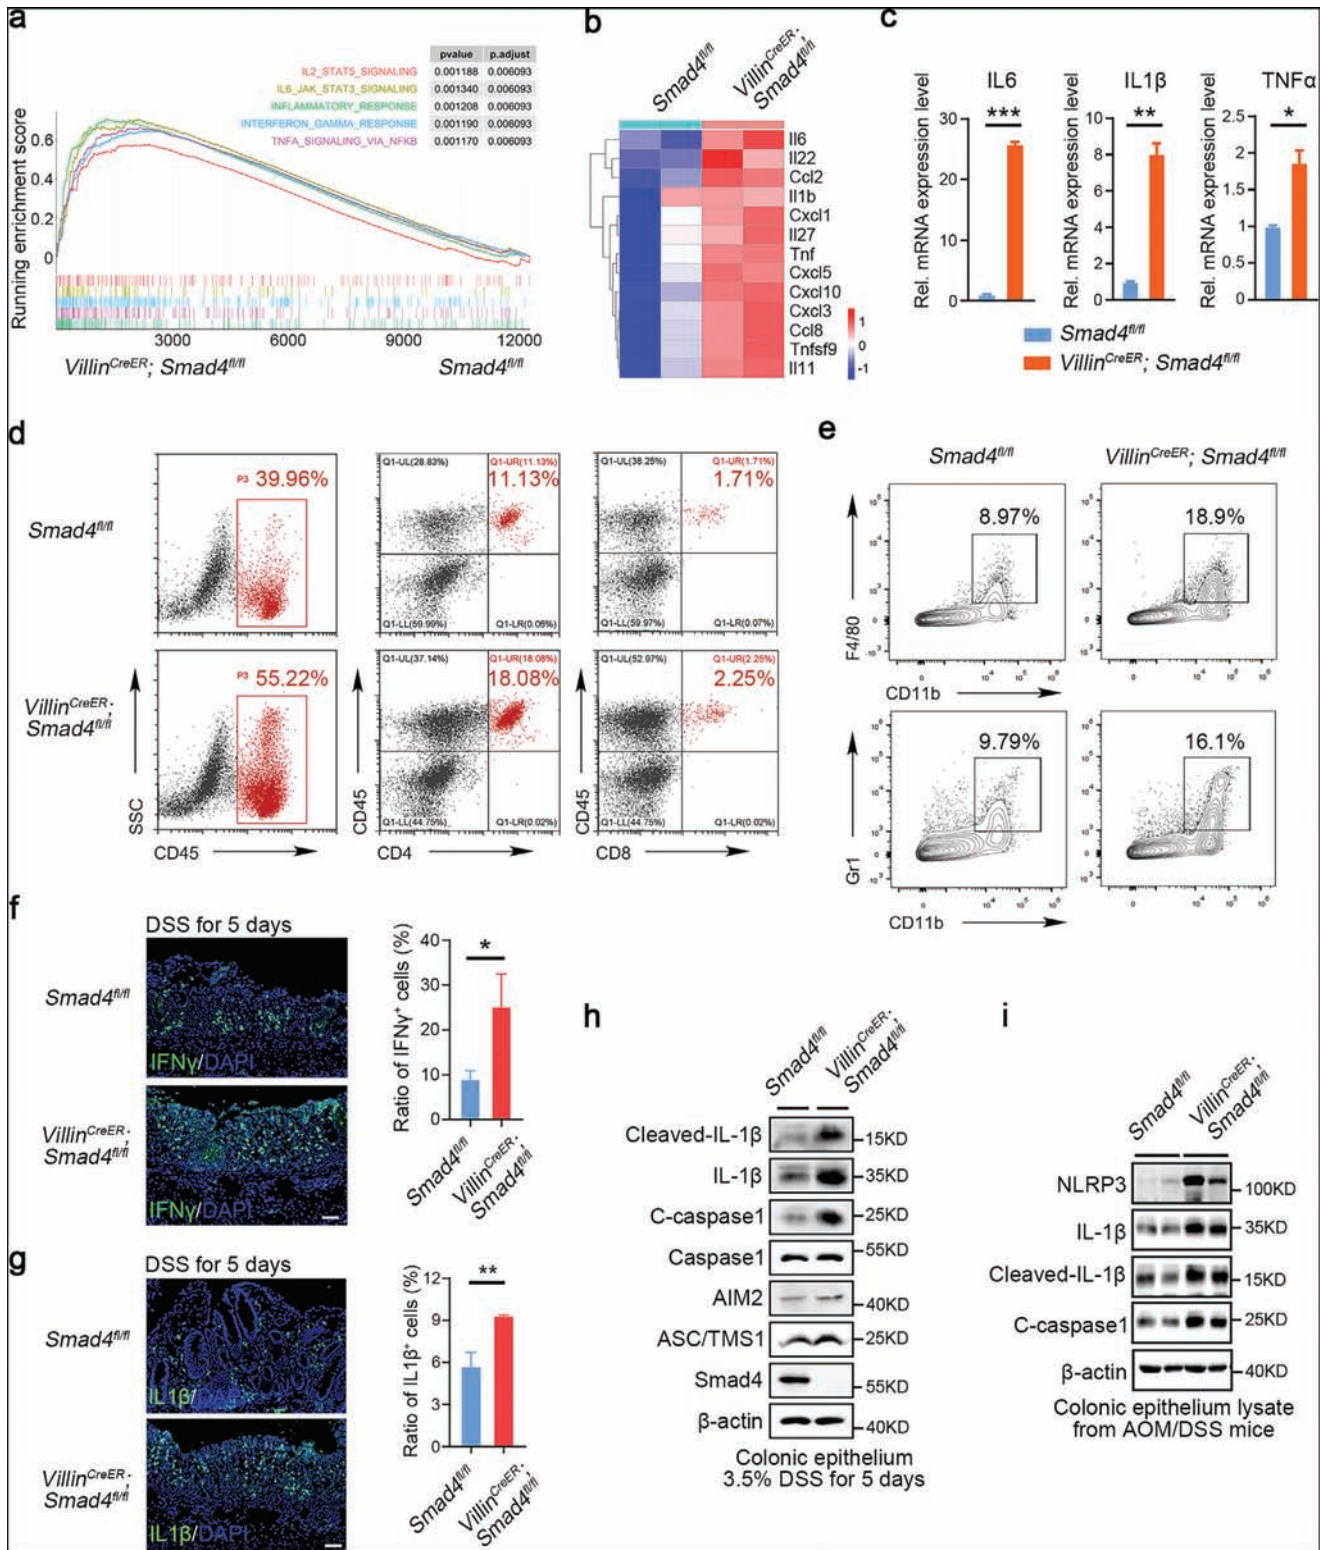 a
pvalue p.adjust
IL2_STAT5_SIGNALING 0.001188 0.006093
IL6_JAK_STAT3_SIGNALING 0.001340 0.006093
INFLAMMATORY_RESPONSE 0.001208 0.006093
INTERFERON_GAMMA_RESPONSE 0.001190 0.006093
TNFA_SIGNALING_VIA_NFKB 0.001170 0.006093
Running enrichment score
0.6
0.4
0.2
0
3000 6000 9000 12000
VillinCreER; Smad4fl/fl Smad4fl/fl
b
Smad4fl/fl
VillinCreER;
Smad4fl/fl
Il6
Il22
Ccl2
Il1b
Cxcl1
Il27
Tnf
Cxcl5
Cxcl10
Cxcl3
Ccl8
Tnfsf9
Il11
1
0
-1
c
IL6
Rel. mRNA expression level
30
20
10
0
***
IL1β
Rel. mRNA expression level
10
8
6
4
2
0
**
TNFα
Rel. mRNA expression level
2.5
2
1.5
1
0.5
0
*
Smad4fl/fl
VillinCreER; Smad4fl/fl
d
Smad4fl/fl
P3 39.96%
Q1-UL(28.83%) Q1-UR(11.13%)
11.13%
Q1-LL(59.99%) Q1-LR(0.06%)
Q1-UL(38.25%) Q1-UR(1.71%)
1.71%
Q1-LL(59.97%) Q1-LR(0.07%)
VillinCreER;
Smad4fl/fl
P3 55.22%
Q1-UL(37.14%) Q1-UR(18.08%)
18.08%
Q1-LL(44.75%) Q1-LR(0.02%)
Q1-UL(52.97%) Q1-UR(2.25%)
2.25%
Q1-LL(44.75%) Q1-LR(0.02%)
SSC
CD45
CD45
CD4
CD45
CD8
e
Smad4fl/fl VillinCreER; Smad4fl/fl
8.97% 18.9%
F4/80
CD11b
9.79% 16.1%
Gr1
CD11b
f
DSS for 5 days
Smad4fl/fl
IFNγ/DAPI
VillinCreER;
Smad4fl/fl
IFNγ/DAPI
Ratio of IFNγ+ cells (%)
40
30
20
10
0
*
Smad4fl/fl
VillinCreER;
Smad4fl/fl
g
DSS for 5 days
Smad4fl/fl
IL1β/DAPI
VillinCreER;
Smad4fl/fl
IL1β/DAPI
Ratio of IL1β+ cells (%)
12
9
6
3
0
**
Smad4fl/fl
VillinCreER;
Smad4fl/fl
h
Smad4fl/fl
VillinCreER;
Smad4fl/fl
Cleaved-IL-1β 15KD
IL-1β 35KD
C-caspase1 25KD
Caspase1 55KD
AIM2 40KD
ASC/TMS1 25KD
Smad4 55KD
β-actin 40KD
Colonic epithelium
3.5% DSS for 5 days
i
Smad4fl/fl
VillinCreER;
Smad4fl/fl
NLRP3 100KD
IL-1β 35KD
Cleaved-IL-1β 15KD
C-caspase1 25KD
β-actin 40KD
Colonic epithelium lysate
from AOM/DSS mice